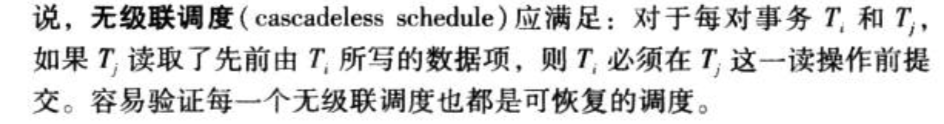 说，无级联调度(cascadeless schedule)应满足：对于每对事务 Tᵢ 和 Tⱼ，
如果 Tⱼ 读取了先前由 Tᵢ 所写的数据项，则 Tᵢ 必须在 Tⱼ 这一读操作前提
交。容易验证每一个无级联调度也都是可恢复的调度。